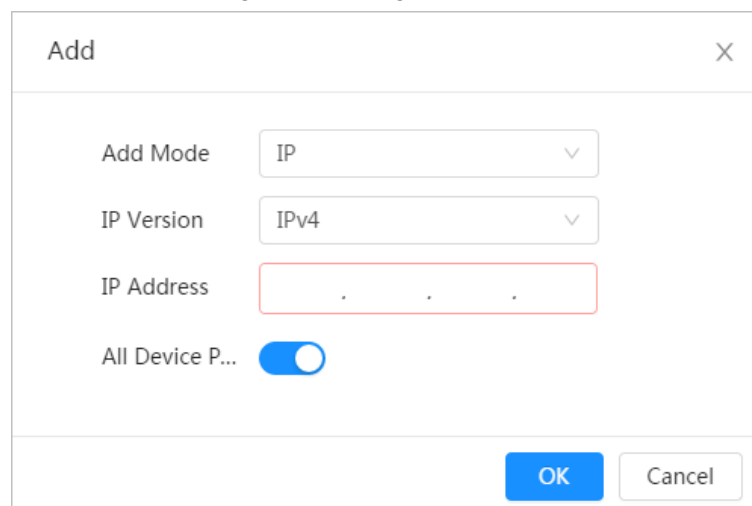 Add
Add Mode IP
IP Version IPv4
IP Address , , ,
All Device P...
OK Cancel